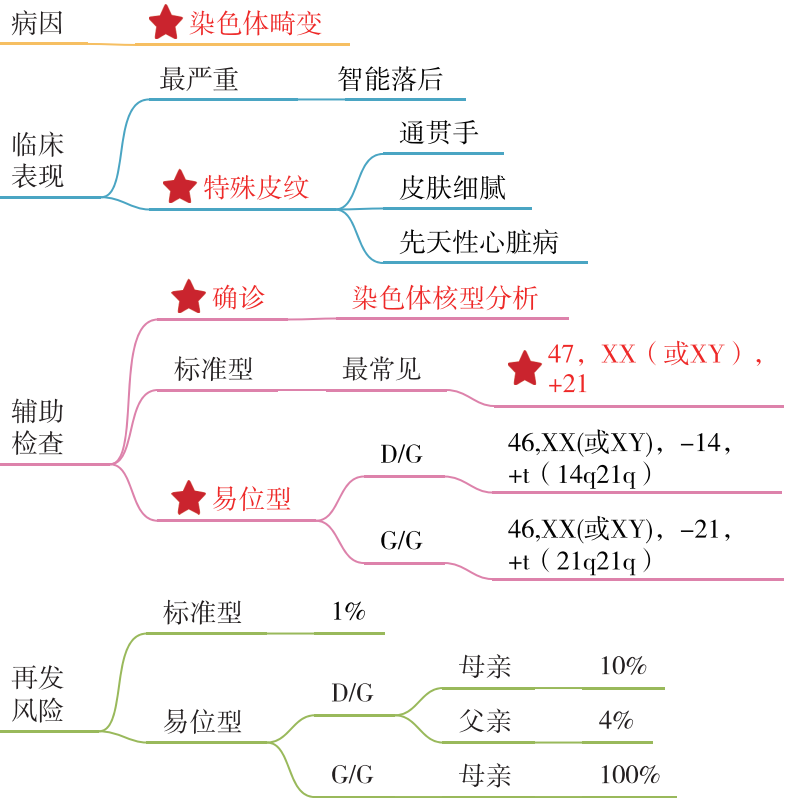 病因
染色体畸变
临床
表现
最严重
智能落后
特殊皮纹
通贯手
皮肤细腻
先天性心脏病
辅助
检查
确诊
染色体核型分析
标准型
最常见
47，XX（或XY），
+21
易位型
D/G
46,XX(或XY)，-14，
+t（14q21q）
G/G
46,XX(或XY)，-21，
+t（21q21q）
再发
风险
标准型
1%
易位型
D/G
母亲
10%
父亲
4%
G/G
母亲
100%